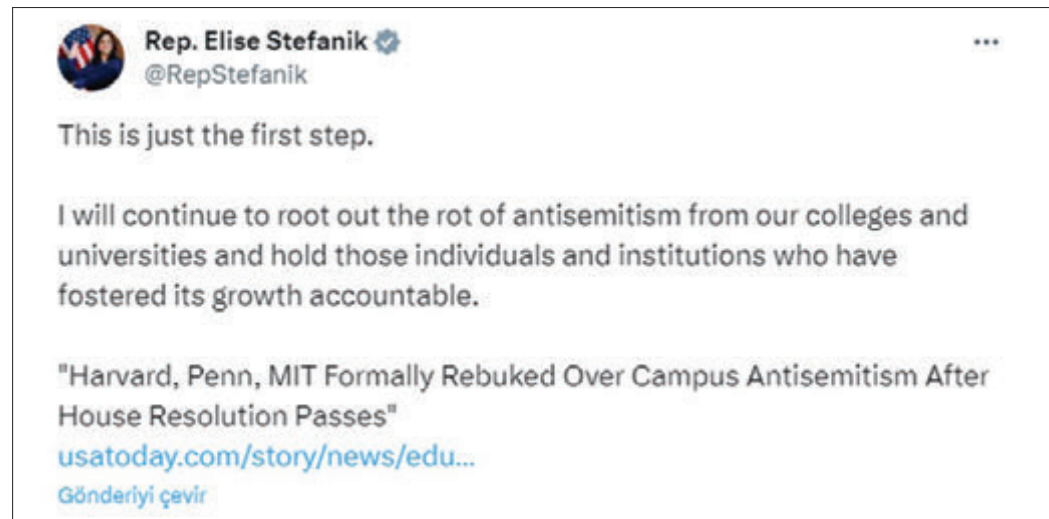 Rep. Elise Stefanik
@RepStefanik
This is just the first step.
I will continue to root out the rot of antisemitism from our colleges and
universities and hold those individuals and institutions who have
fostered its growth accountable.
"Harvard, Penn, MIT Formally Rebuked Over Campus Antisemitism After
House Resolution Passes"
usatoday.com/story/news/edu...
Gönderiyi çevir